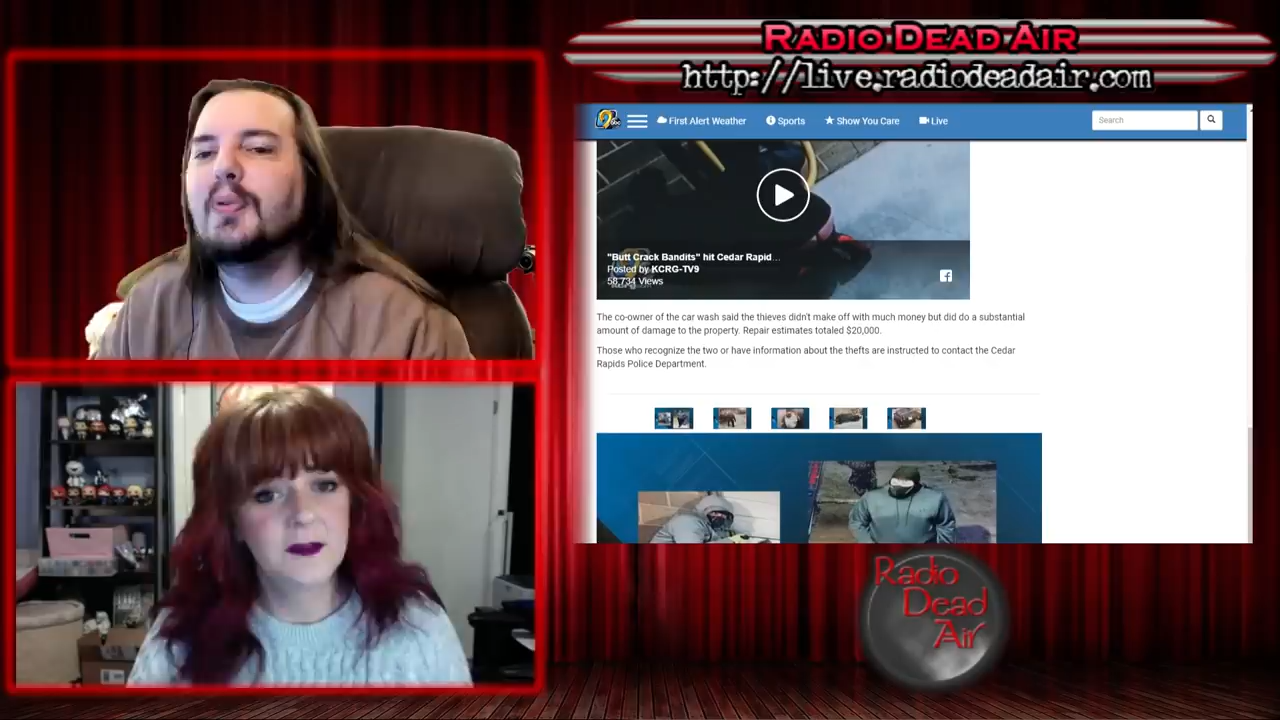 Radio Dead Air
http://live.radiodeadair.com
First Alert Weather
Sports
Show You Care
Live
Search
"Butt Crack Bandits" hit Cedar Rapid...
Posted by KCRG-TV9
58,734 Views
The co-owner of the car wash said the thieves didn't make off with much money but did do a substantial
amount of damage to the property. Repair estimates totaled $20,000.
Those who recognize the two or have information about the thefts are instructed to contact the Cedar
Rapids Police Department.
Radio
Dead
Air